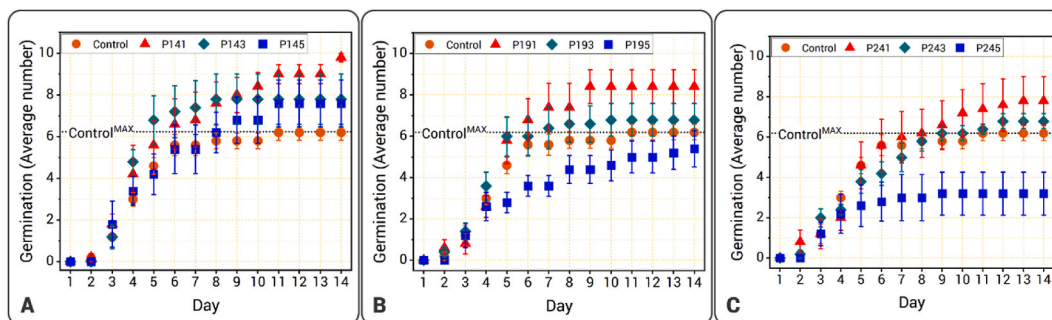 Control P141 P143 P145
Germination (Average number)
10
8
6
4
2
0
Control^MAX
1 2 3 4 5 6 7 8 9 10 11 12 13 14
Day
A
Control P191 P193 P195
Germination (Average number)
10
8
6
4
2
0
Control^MAX
1 2 3 4 5 6 7 8 9 10 11 12 13 14
Day
B
Control P241 P243 P245
Germination (Average number)
10
8
6
4
2
0
Control^MAX
1 2 3 4 5 6 7 8 9 10 11 12 13 14
Day
C